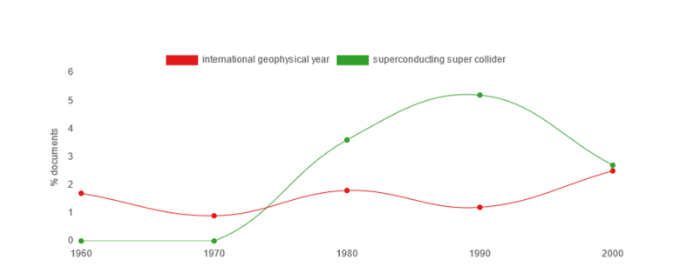 international geophysical year superconducting super collider
6
5
4
3
2
1
0
% documents
1960 1970 1980 1990 2000